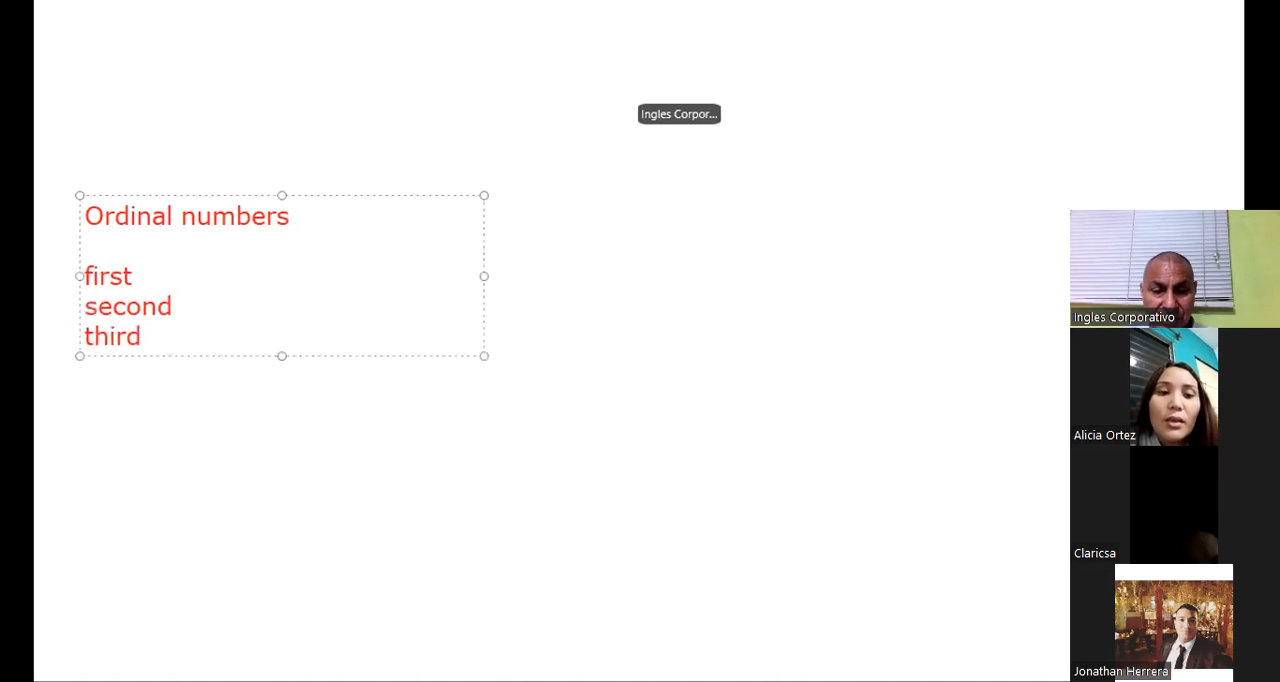 Ingles Corpor...
Ordinal numbers
first
second
third
Ingles Corporativo
Alicia Ortez
Claricsa
Jonathan Herrera